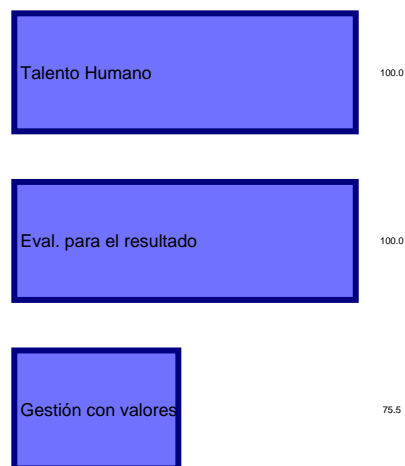 Talento Humano
100.0
Eval. para el resultado
100.0
Gestión con valores
75.5